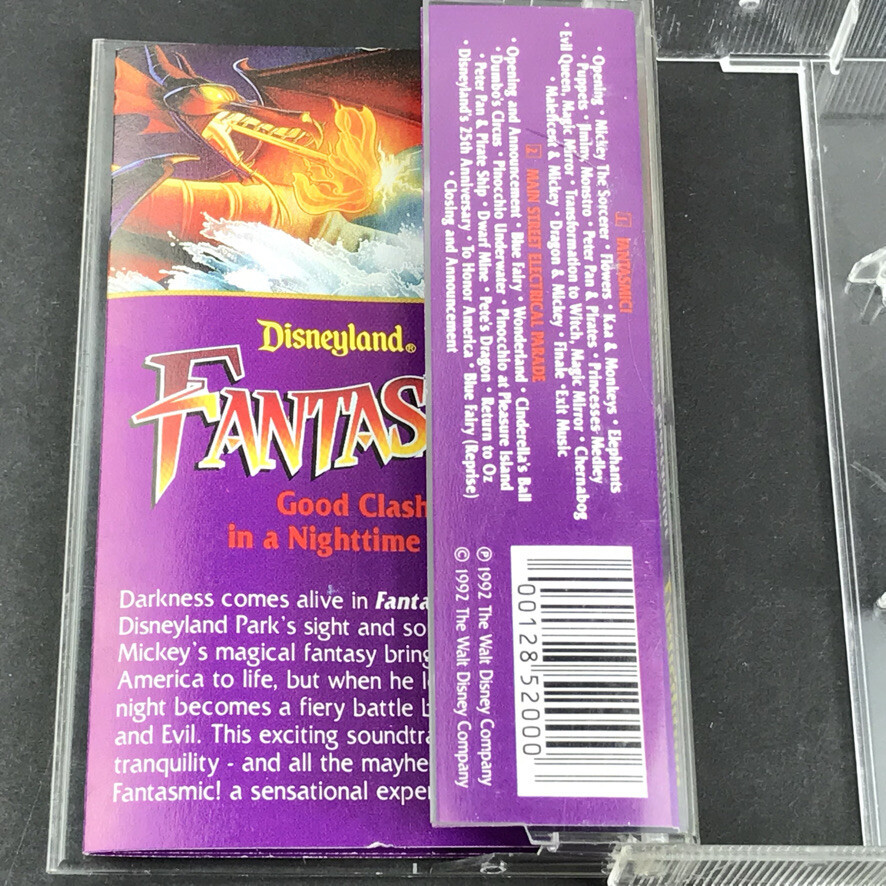 Disneyland®
FANTAS
Good Clash
in a Nighttime
Darkness comes alive in Fanta
Disneyland Park's sight and so
Mickey's magical fantasy bring
America to life, but when he l
night becomes a fiery battle b
and Evil. This exciting soundtra
tranquility - and all the mayhe
Fantasmic! a sensational exper
1 FANTASMIC!
• Opening • Mickey The Sorcerer • Flowers • Kaa & Monkeys • Elephants
• Puppets • Jiminy, Monstro • Peter Pan & Pirates • Princesses Medley
• Evil Queen, Magic Mirror • Transformation to Witch, Magic Mirror • Chernabog
• Maleficent & Mickey • Dragon & Mickey • Finale • Exit Music
2 MAIN STREET ELECTRICAL PARADE
• Opening and Announcement • Blue Fairy • Wonderland • Cinderella's Ball
• Dumbo's Circus • Pinocchio Underwater • Pinocchio at Pleasure Island
• Peter Pan & Pirate Ship • Dwarf Mine • Pete's Dragon • Return to Oz
• Disneyland's 25th Anniversary • To Honor America • Blue Fairy (Reprise)
• Closing and Announcement
℗ 1992 The Walt Disney Company
© 1992 The Walt Disney Company
00128 52000